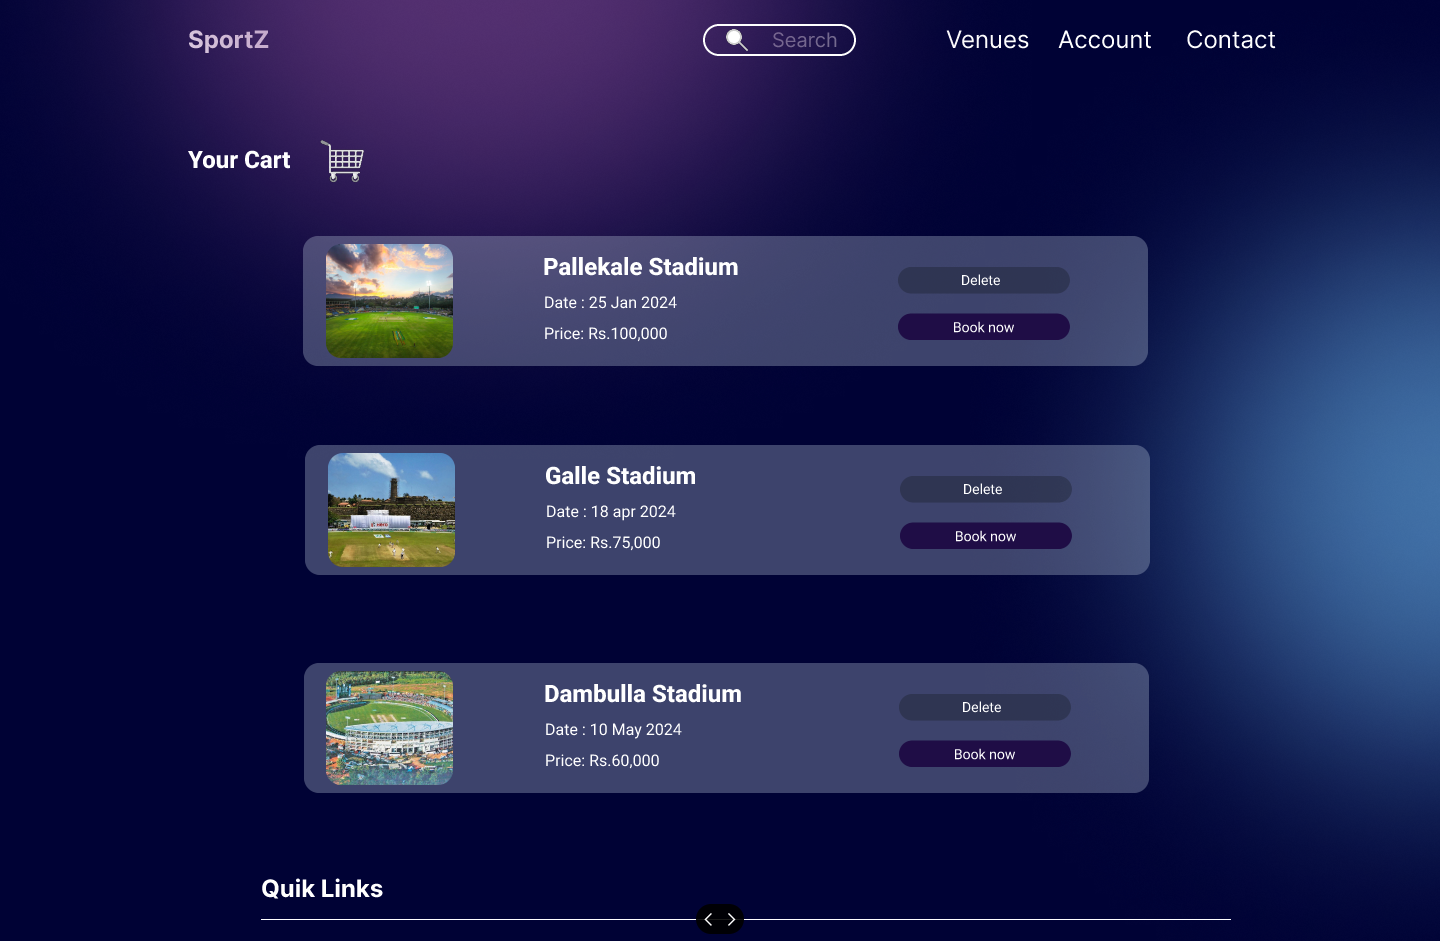 SportZ
Search
Venues
Account
Contact
Your Cart
Pallekale Stadium
Date : 25 Jan 2024
Price: Rs.100,000
Delete
Book now
Galle Stadium
Date : 18 apr 2024
Price: Rs.75,000
Delete
Book now
Dambulla Stadium
Date : 10 May 2024
Price: Rs.60,000
Delete
Book now
Quik Links